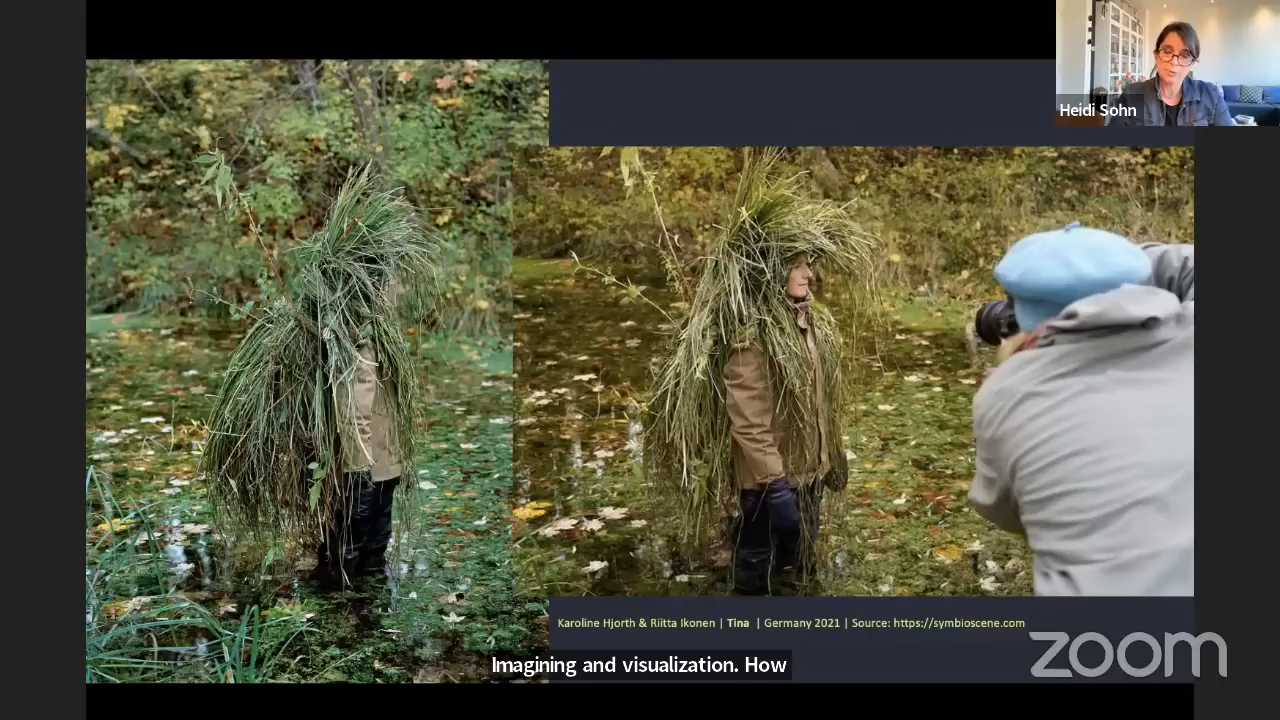 Heidi Sohn
Karoline Hjorth & Riitta Ikonen | Tina | Germany 2021 | Source: https://symbioscene.com
Imagining and visualization. How
zoom